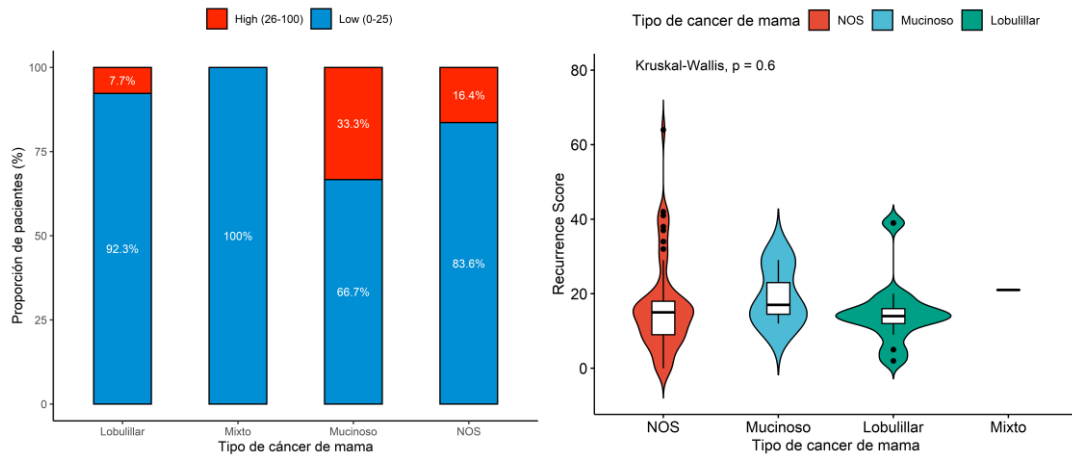 High (26-100) Low (0-25)
Proporción de pacientes (%)
100
75
50
25
0
7.7%
92.3%
100%
33.3%
66.7%
16.4%
83.6%
Lobulillar Mixto Mucinoso NOS
Tipo de cáncer de mama
Tipo de cancer de mama NOS Mucinoso Lobulillar
Kruskal-Wallis, p = 0.6
Recurrence Score
80
60
40
20
0
NOS Mucinoso Lobulillar Mixto
Tipo de cancer de mama